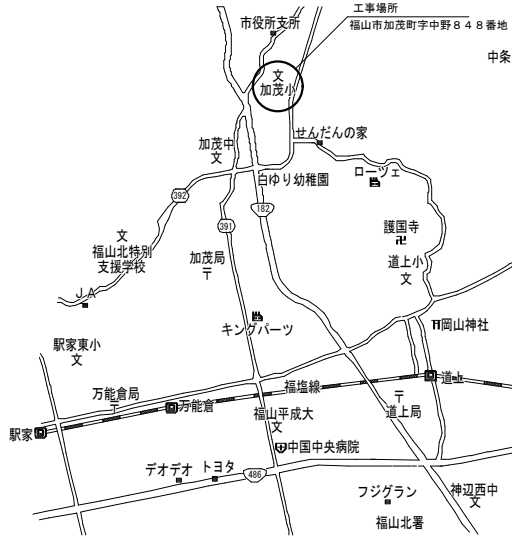 工事場所
福山市加茂町字中野８４８番地
市役所支所
中条
文
加茂小
せんだんの家
加茂中
文
白ゆり幼稚園
ローツェ
392
182
391
護国寺
卍
文
福山北特別
支援学校
加茂局
〒
道上小
文
ＪＡ
キングパーツ
岡山神社
駅家東小
文
万能倉局
〒
福塩線
道上
万能倉
〒
道上局
福山平成大
文
駅家
中国中央病院
デオデオ
トヨタ
486
フジグラン
神辺西中
文
福山北署